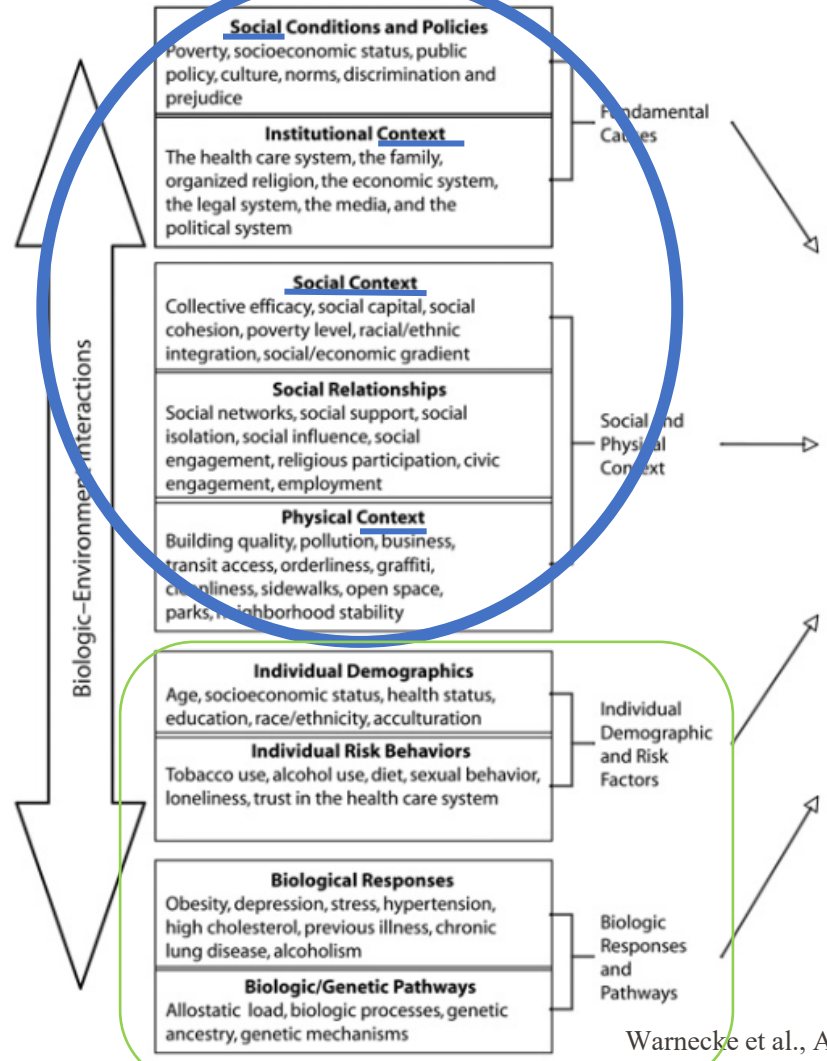 Social Conditions and Policies
Poverty, socioeconomic status, public
policy, culture, norms, discrimination and
prejudice
Institutional Context
The health care system, the family,
organized religion, the economic system,
the legal system, the media, and the
political system
Fundamental
Causes
Social Context
Collective efficacy, social capital, social
cohesion, poverty level, racial/ethnic
integration, social/economic gradient
Social Relationships
Social networks, social support, social
isolation, social influence, social
engagement, religious participation, civic
engagement, employment
Physical Context
Building quality, pollution, business,
transit access, orderliness, graffiti,
cleanliness, sidewalks, open space,
parks, neighborhood stability
Social and
Physical
Context
Biologic–Environment Interactions
Individual Demographics
Age, socioeconomic status, health status,
education, race/ethnicity, acculturation
Individual Risk Behaviors
Tobacco use, alcohol use, diet, sexual behavior,
loneliness, trust in the health care system
Individual
Demographic
and Risk
Factors
Biological Responses
Obesity, depression, stress, hypertension,
high cholesterol, previous illness, chronic
lung disease, alcoholism
Biologic/Genetic Pathways
Allostatic load, biologic processes, genetic
ancestry, genetic mechanisms
Biologic
Responses
and
Pathways
Warnecke et al., A